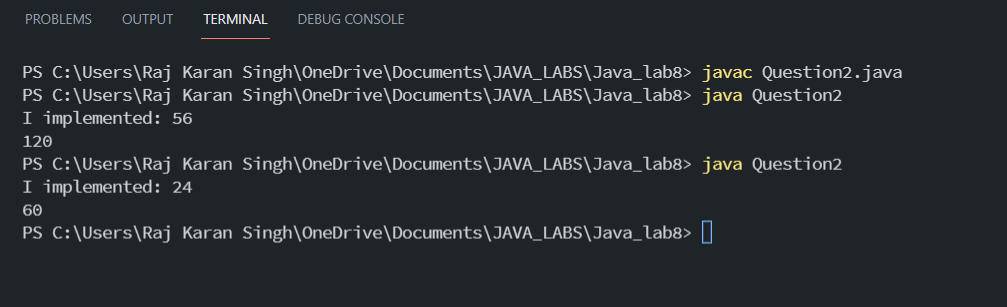 PROBLEMS OUTPUT TERMINAL DEBUG CONSOLE
PS C:\Users\Raj Karan Singh\OneDrive\Documents\JAVA_LABS\Java_lab8> javac Question2.java
PS C:\Users\Raj Karan Singh\OneDrive\Documents\JAVA_LABS\Java_lab8> java Question2
I implemented: 56
120
PS C:\Users\Raj Karan Singh\OneDrive\Documents\JAVA_LABS\Java_lab8> java Question2
I implemented: 24
60
PS C:\Users\Raj Karan Singh\OneDrive\Documents\JAVA_LABS\Java_lab8>